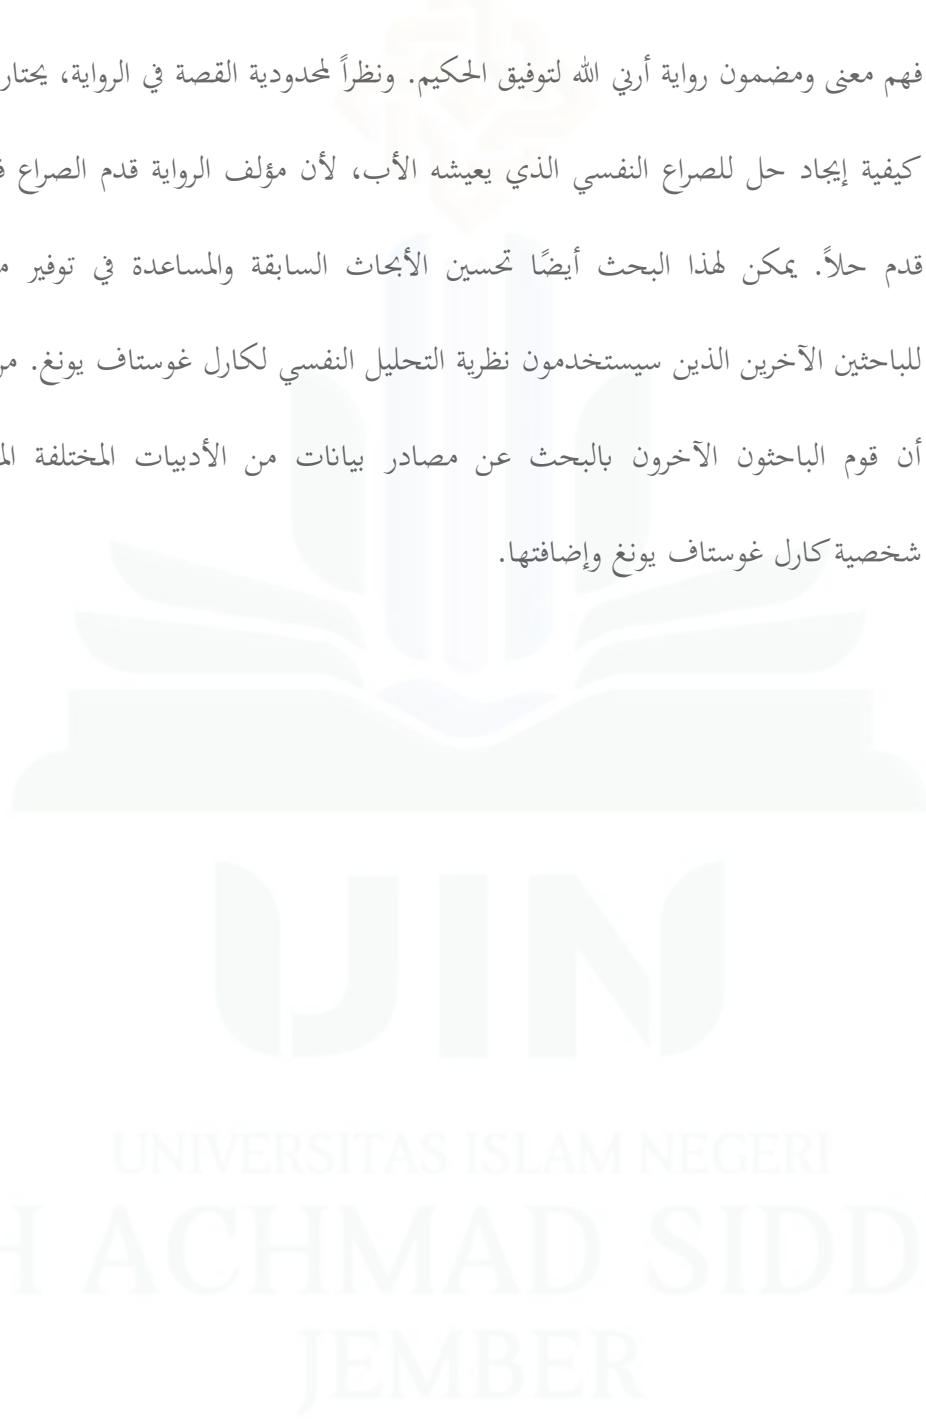 فهم معنى ومضمون رواية أرني الله لتوفيق الحكيم. ونظراً لمحدودية القصة في الرواية، يحتار
كيفية إيجاد حل للصراع النفسي الذي يعيشه الأب، لأن مؤلف الرواية قدم الصراع
قدم حلاً. يمكن لهذا البحث أيضًا تحسين الأبحاث السابقة والمساعدة في توفير
للباحثين الآخرين الذين سيستخدمون نظرية التحليل النفسي لكارل غوستاف يونغ.
أن قوم الباحثون الآخرون بالبحث عن مصادر بيانات من الأدبيات المختلفة
شخصية كارل غوستاف يونغ وإضافتها.
UIN
UNIVERSITAS ISLAM NEGERI
H ACHMAD SIDD
JEMBER